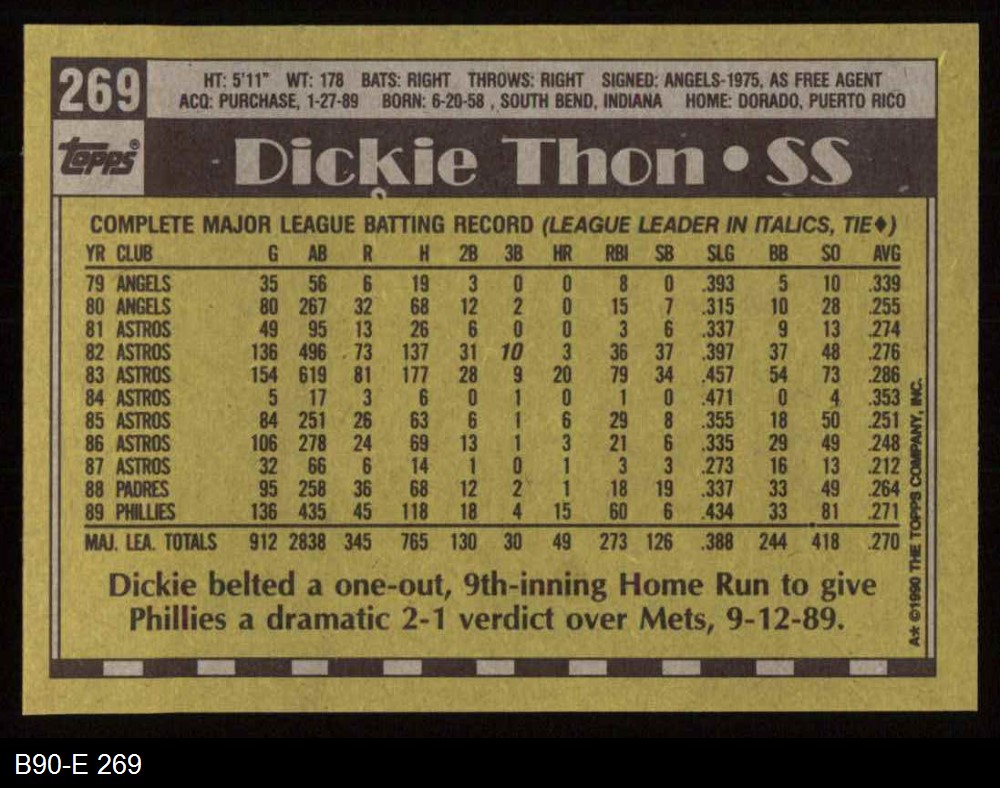 269
HT: 5'11" WT: 178 BATS: RIGHT THROWS: RIGHT SIGNED: ANGELS-1975, AS FREE AGENT
ACQ: PURCHASE, 1-27-89 BORN: 6-20-58 , SOUTH BEND, INDIANA HOME: DORADO, PUERTO RICO
topps®
Dickie Thon • SS
COMPLETE MAJOR LEAGUE BATTING RECORD (LEAGUE LEADER IN ITALICS, TIE♦)
YR CLUB G AB R H 2B 3B HR RBI SB SLG BB SO AVG
79 ANGELS 35 56 6 19 3 0 0 8 0 .393 5 10 .339
80 ANGELS 80 267 32 68 12 2 0 15 7 .315 10 28 .255
81 ASTROS 49 95 13 26 6 0 0 3 6 .337 9 13 .274
82 ASTROS 136 496 73 137 31 10 3 36 37 .397 37 48 .276
83 ASTROS 154 619 81 177 28 9 20 79 34 .457 54 73 .286
84 ASTROS 5 17 3 6 0 1 0 1 0 .471 0 4 .353
85 ASTROS 84 251 26 63 6 1 6 29 8 .355 18 50 .251
86 ASTROS 106 278 24 69 13 1 3 21 6 .335 29 49 .248
87 ASTROS 32 66 6 14 1 0 1 3 3 .273 16 13 .212
88 PADRES 95 258 36 68 12 2 1 18 19 .337 33 49 .264
89 PHILLIES 136 435 45 118 18 4 15 60 6 .434 33 81 .271
MAJ. LEA. TOTALS 912 2838 345 765 130 30 49 273 126 .388 244 418 .270
Dickie belted a one-out, 9th-inning Home Run to give
Phillies a dramatic 2-1 verdict over Mets, 9-12-89.
A* ©1990 THE TOPPS COMPANY, INC.
B90-E 269